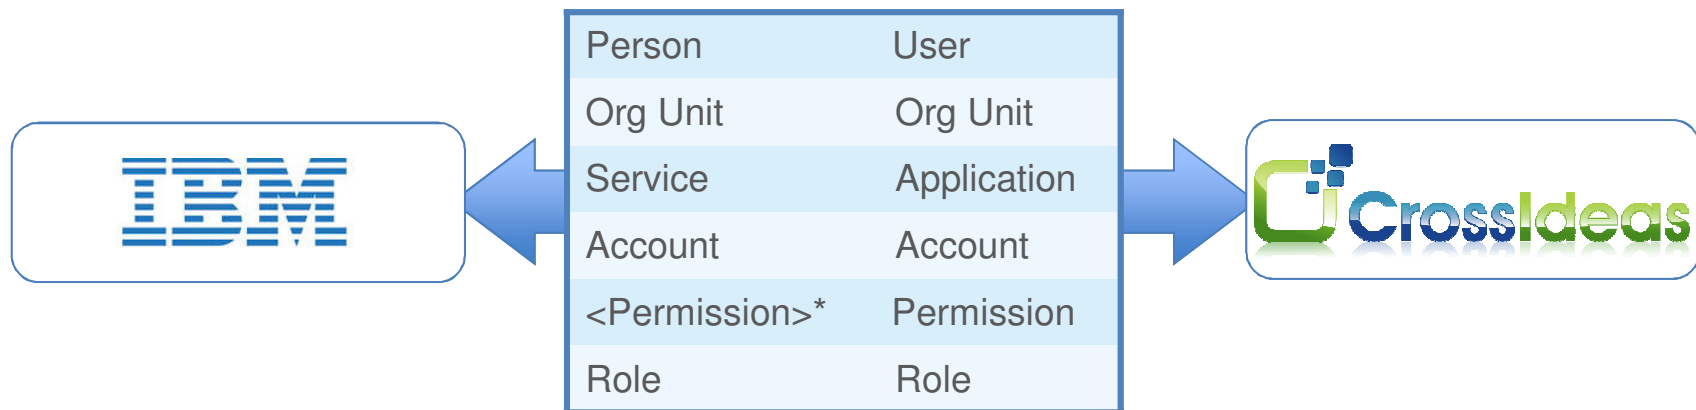 Person User
Org Unit Org Unit
Service Application
IBM
CrossIdeas
Account Account
<Permission>* Permission
Role Role